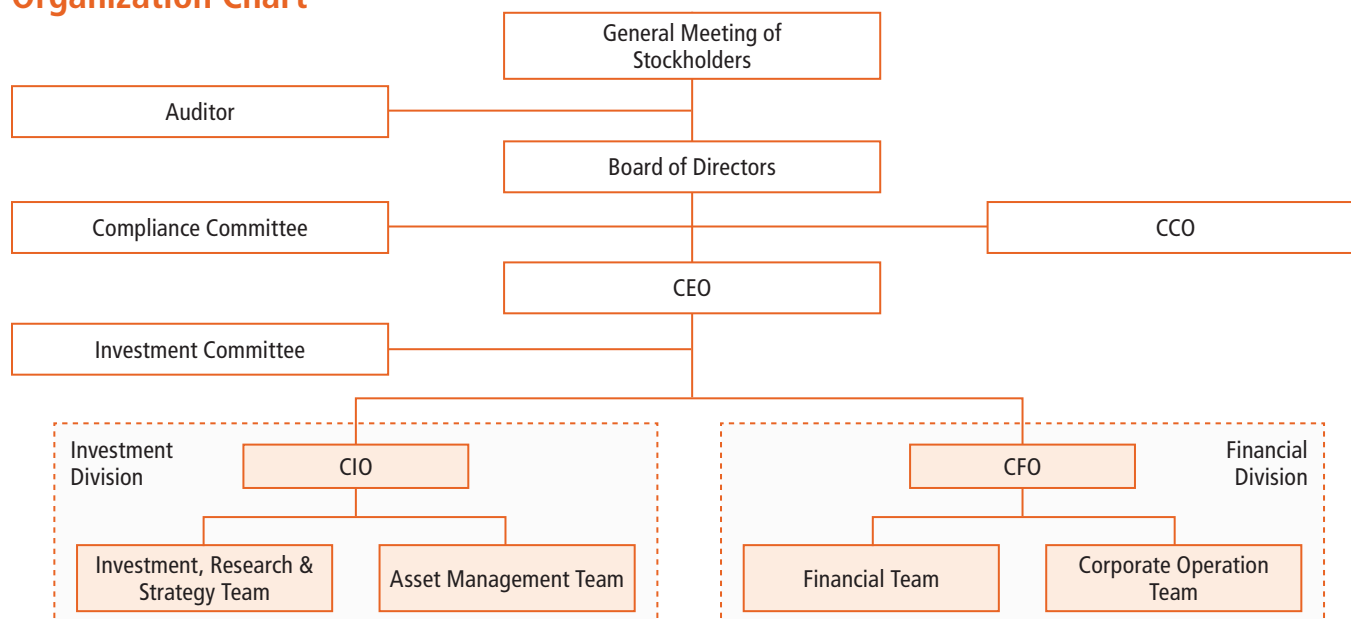 Organization Chart
General Meeting of
Stockholders
Auditor
Board of Directors
Compliance Committee
CCO
CEO
Investment Committee
Investment
Division
CIO
Investment, Research &
Strategy Team
Asset Management Team
Financial
Division
CFO
Financial Team
Corporate Operation
Team